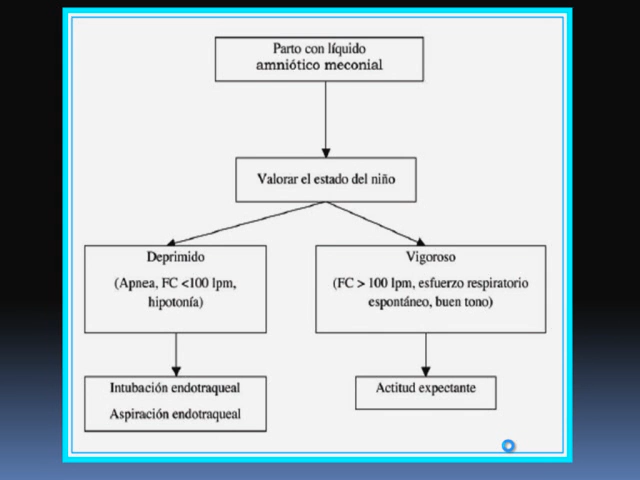 Parto con líquido
amniótico meconial
Valorar el estado del niño
Deprimido
(Apnea, FC <100 lpm,
hipotonía)
Vigoroso
(FC > 100 lpm, esfuerzo respiratorio
espontáneo, buen tono)
Intubación endotraqueal
Aspiración endotraqueal
Actitud expectante